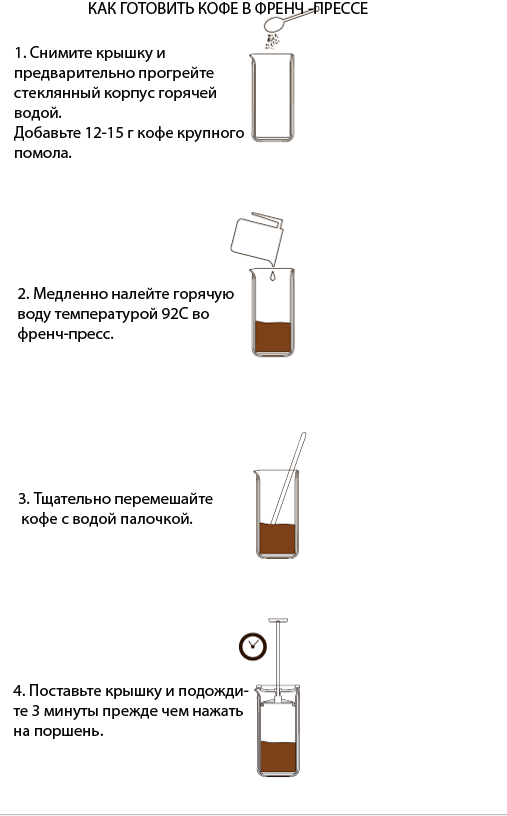 КАК ГОТОВИТЬ КОФЕ В ФРЕНЧ -ПРЕССЕ
1. Снимите крышку и
предварительно прогрейте
стеклянный корпус горячей
водой.
Добавьте 12-15 г кофе крупного
помола.
2. Медленно налейте горячую
воду температурой 92С во
френч-пресс.
3. Тщательно перемешайте
кофе с водой палочкой.
4. Поставьте крышку и подожди-
те 3 минуты прежде чем нажать
на поршень.